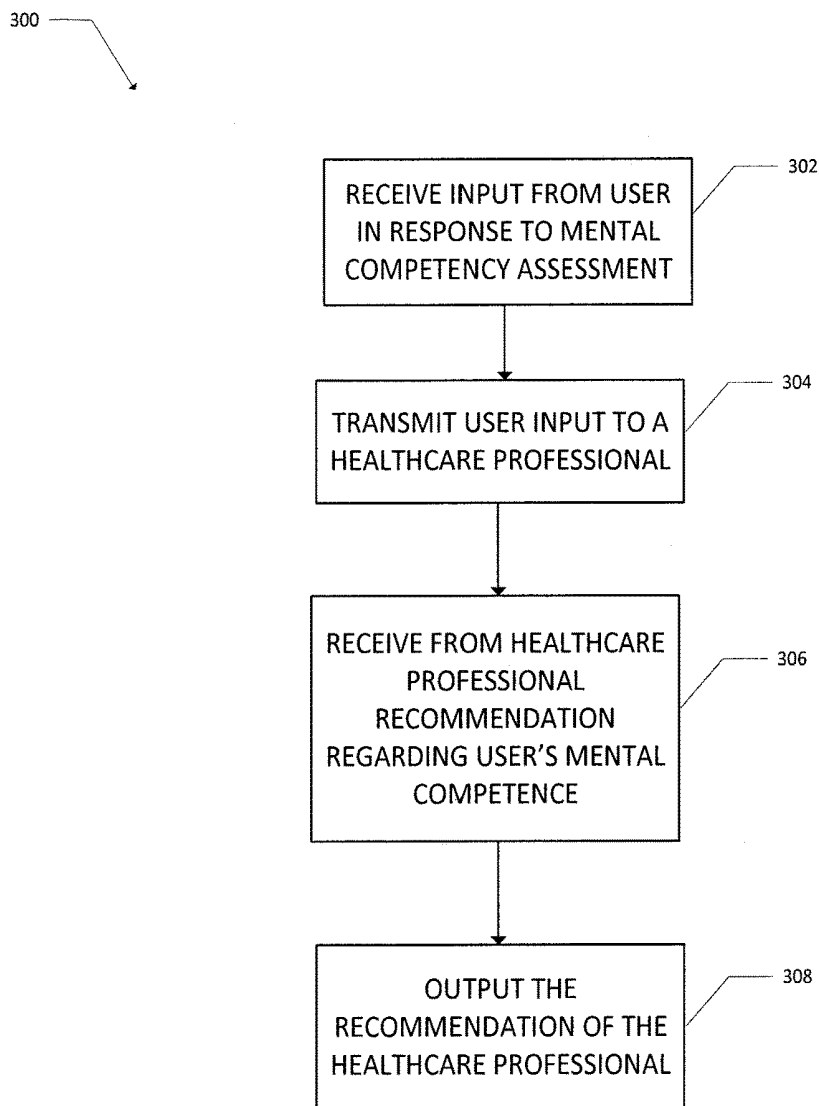 300
302
RECEIVE INPUT FROM USER
IN RESPONSE TO MENTAL
COMPETENCY ASSESSMENT
304
TRANSMIT USER INPUT TO A
HEALTHCARE PROFESSIONAL
RECEIVE FROM HEALTHCARE
PROFESSIONAL
RECOMMENDATION
REGARDING USER'S MENTAL
COMPETENCE
306
OUTPUT THE
RECOMMENDATION OF THE
HEALTHCARE PROFESSIONAL
308